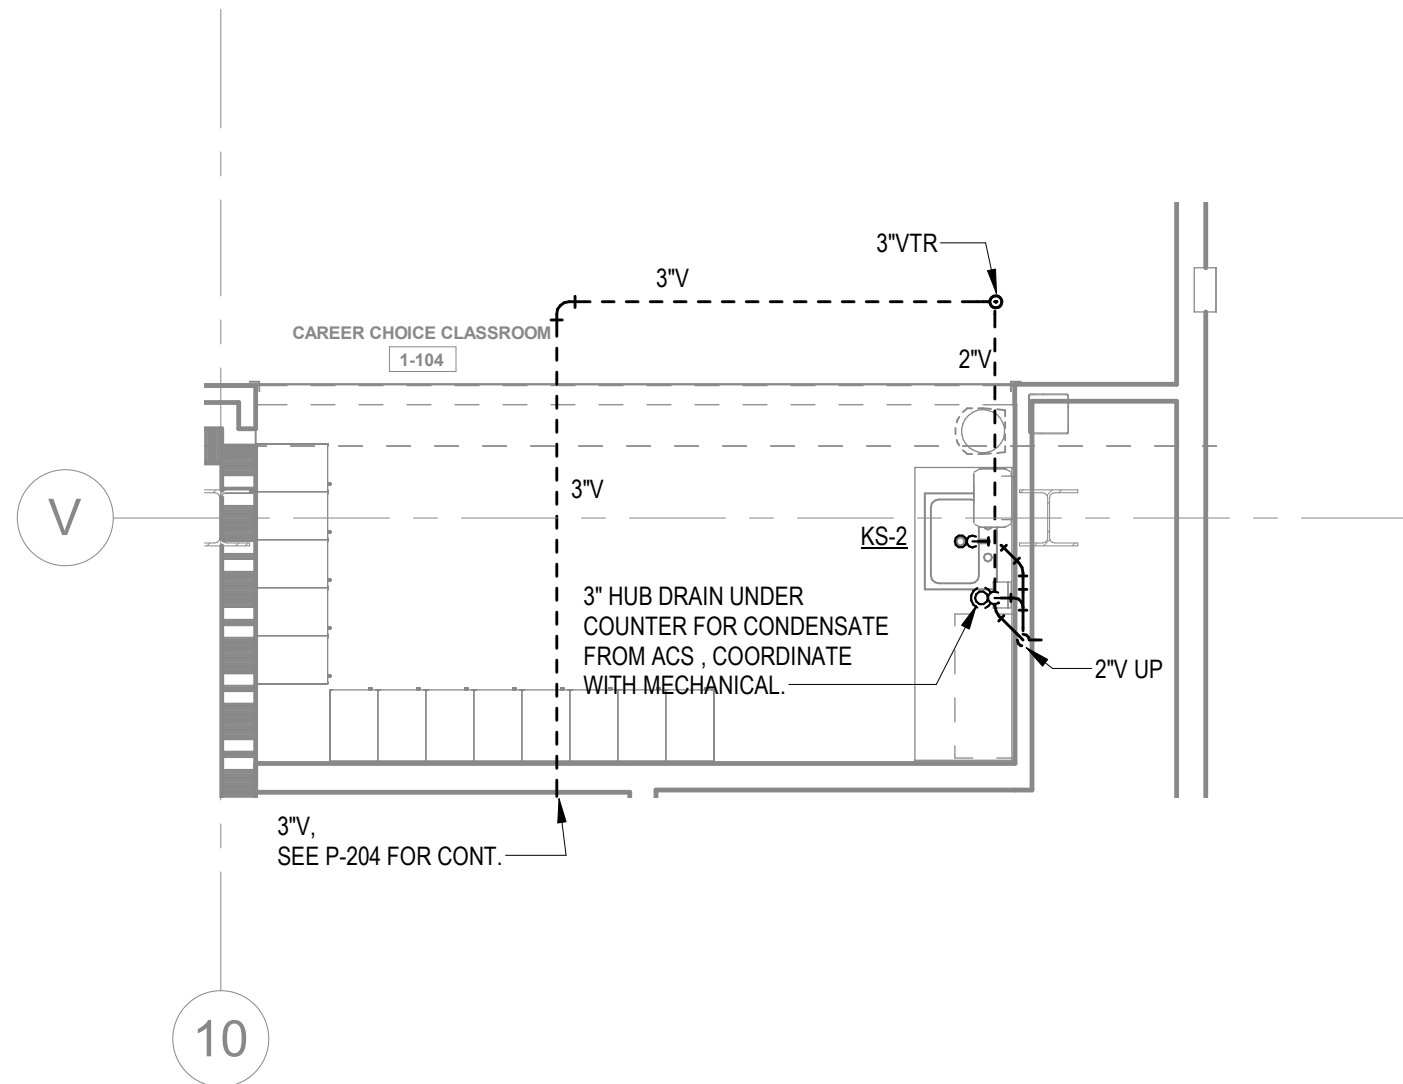 3"VTR
3"V
CAREER CHOICE CLASSROOM
1-104
2"V
3"V
V
KS-2
3" HUB DRAIN UNDER
COUNTER FOR CONDENSATE
FROM ACS , COORDINATE
WITH MECHANICAL.
2"V UP
3"V,
SEE P-204 FOR CONT.
10